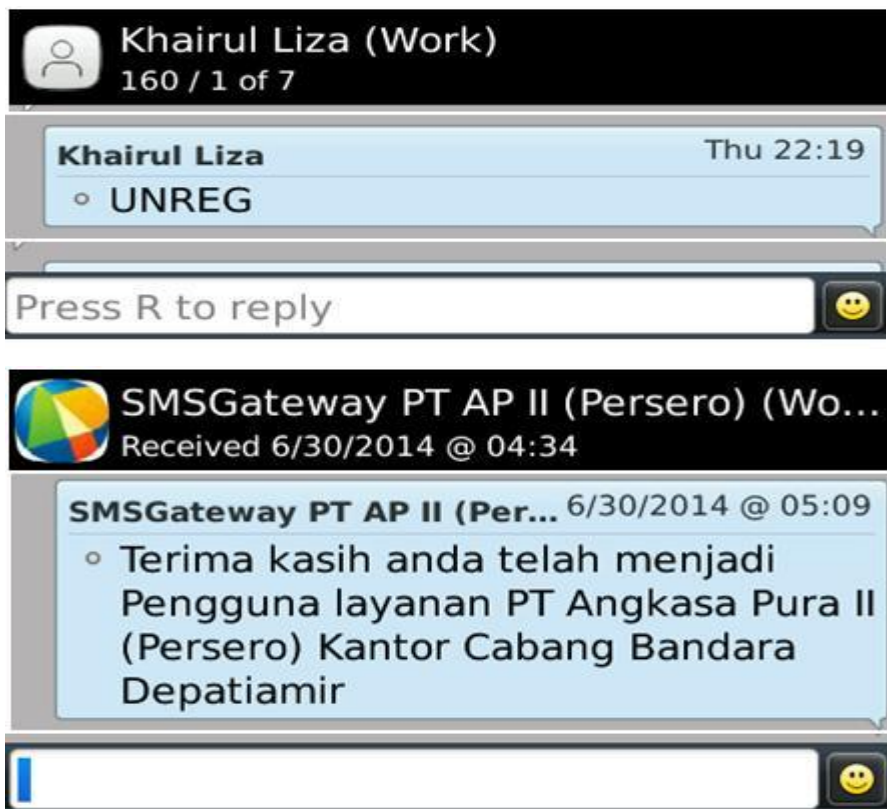 Khairul Liza (Work)
160 / 1 of 7
Khairul Liza Thu 22:19
UNREG
Press R to reply
SMSGateway PT AP II (Persero) (Wo...
Received 6/30/2014 @ 04:34
SMSGateway PT AP II (Per... 6/30/2014 @ 05:09
Terima kasih anda telah menjadi
Pengguna layanan PT Angkasa Pura II
(Persero) Kantor Cabang Bandara
Depatiamir